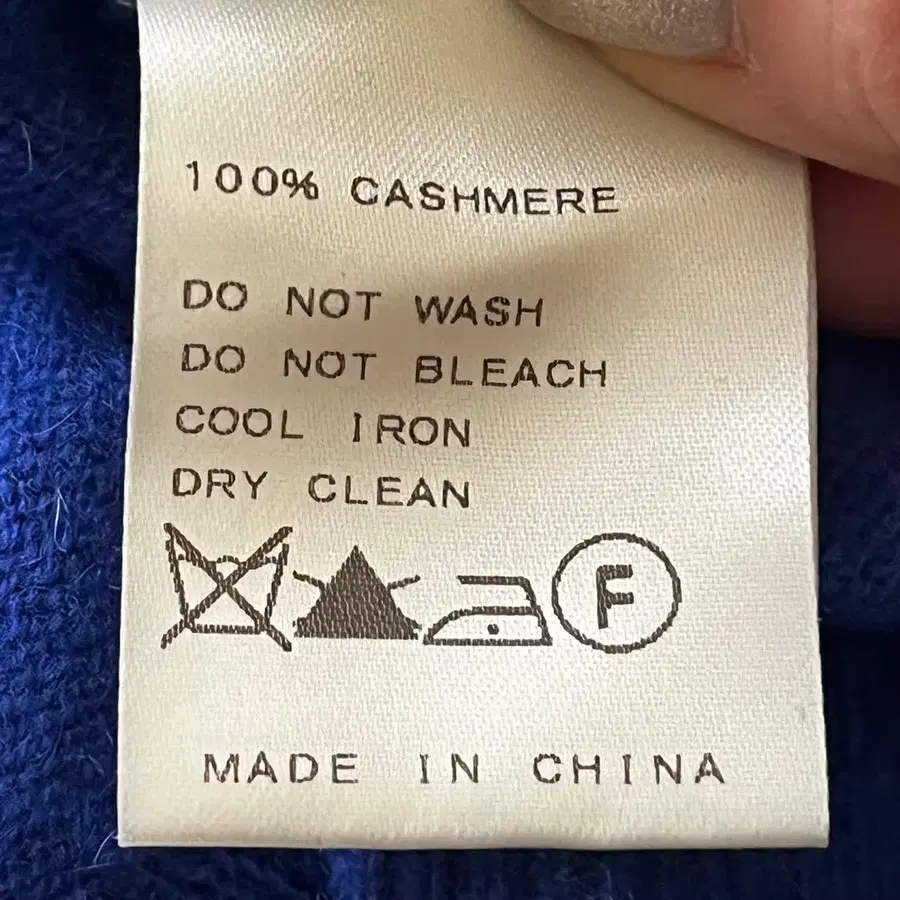 100% CASHMERE
DO NOT WASH
DO NOT BLEACH
COOL IRON
DRY CLEAN
F
MADE IN CHINA